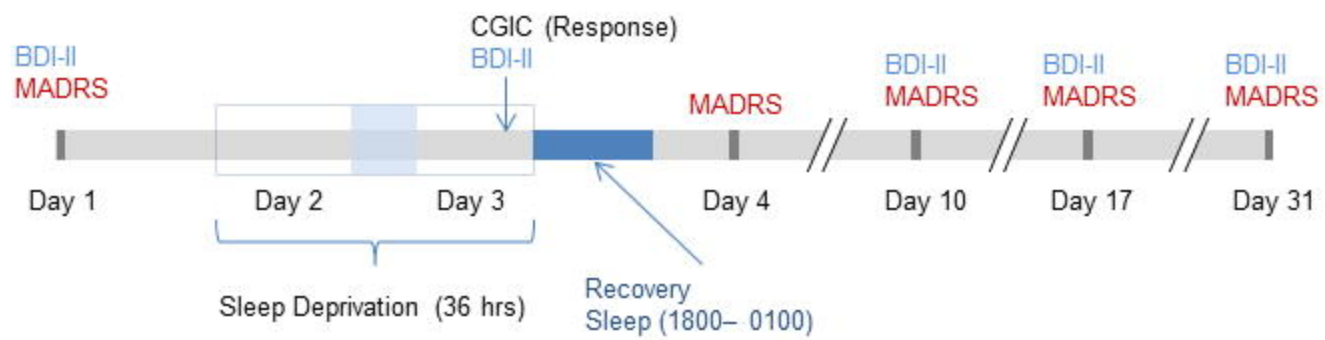 CGIC (Response)
BDI-II
BDI-II
MADRS
MADRS
BDI-II
MADRS
BDI-II
MADRS
BDI-II
MADRS
Day 1
Day 2
Day 3
Day 4
Day 10
Day 17
Day 31
Sleep Deprivation (36 hrs)
Recovery
Sleep (1800– 0100)